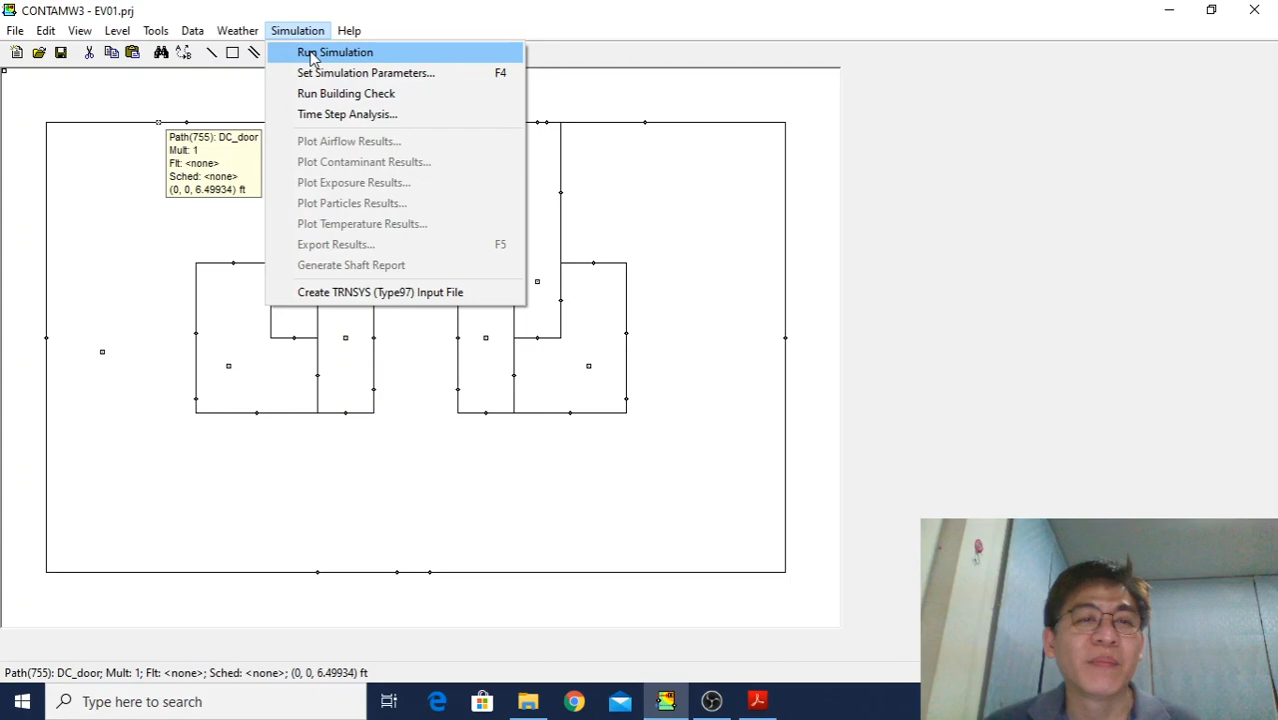 CONTAMW3 - EV01.prj
File Edit View Level Tools Data Weather Simulation Help
Run Simulation
Set Simulation Parameters... F4
Run Building Check
Time Step Analysis...
Plot Airflow Results...
Plot Contaminant Results...
Plot Exposure Results...
Plot Particles Results...
Plot Temperature Results...
Export Results... F5
Generate Shaft Report
Create TRNSYS (Type97) Input File
Path(755): DC_door
Mult: 1
Flt: <none>
Sched: <none>
(0, 0, 6.49934) ft
Path(755): DC_door; Mult: 1; Flt: <none>; Sched: <none>; (0, 0, 6.49934) ft
Type here to search